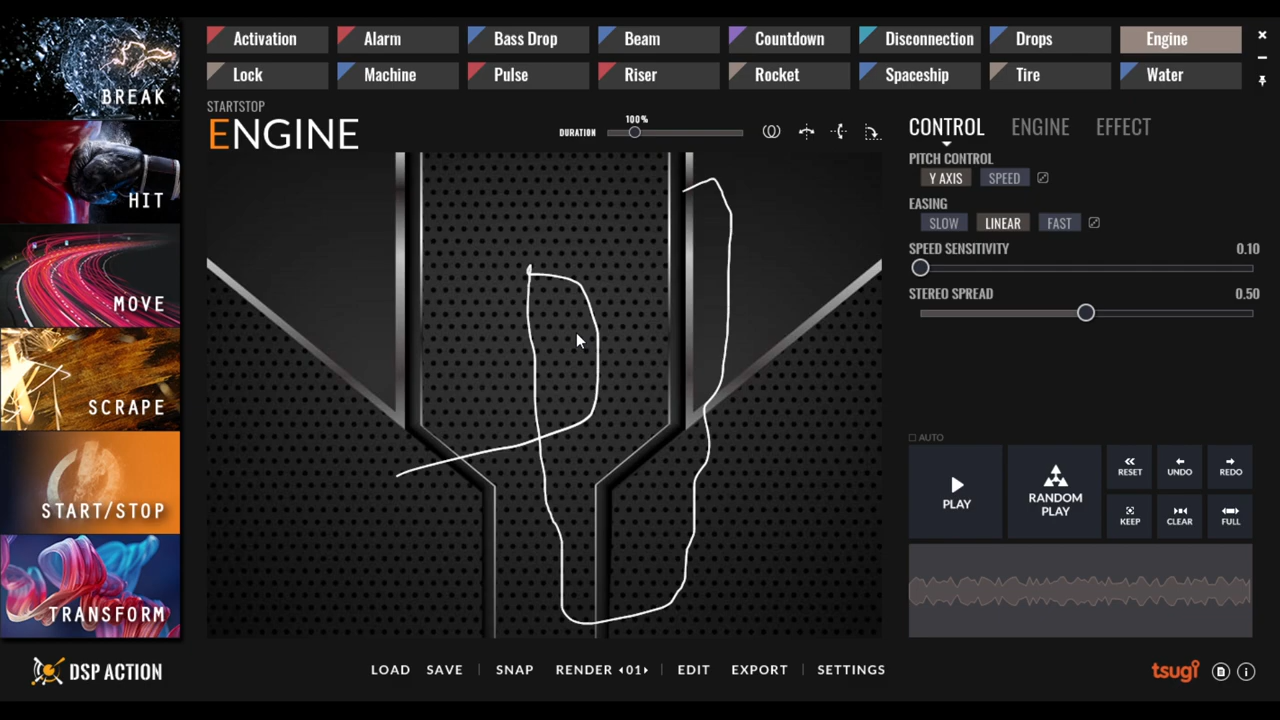 BREAK
HIT
MOVE
SCRAPE
START/STOP
TRANSFORM
DSP ACTION
Activation
Alarm
Bass Drop
Beam
Countdown
Disconnection
Drops
Engine
Lock
Machine
Pulse
Riser
Rocket
Spaceship
Tire
Water
STARTSTOP
ENGINE
DURATION
100%
CONTROL
ENGINE
EFFECT
PITCH CONTROL
Y AXIS
SPEED
EASING
SLOW
LINEAR
FAST
SPEED SENSITIVITY
0.10
STEREO SPREAD
0.50
AUTO
PLAY
RANDOM
PLAY
RESET
UNDO
REDO
KEEP
CLEAR
FULL
LOAD
SAVE
SNAP
RENDER 01
EDIT
EXPORT
SETTINGS
tsugi